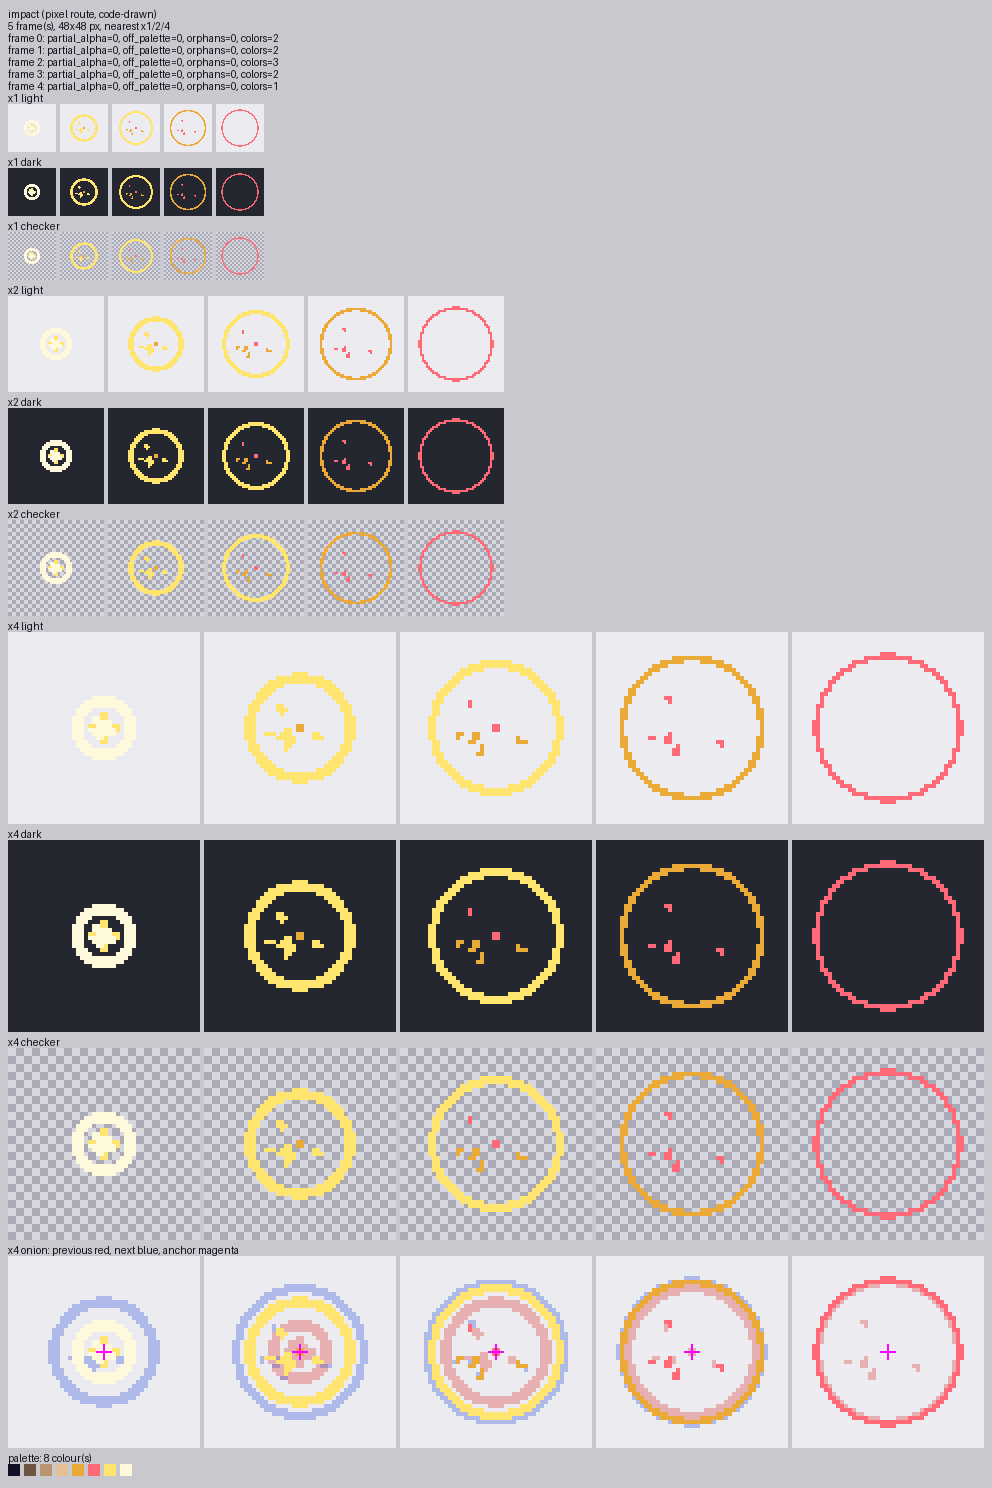 impact (pixel route, code-drawn)
5 frame(s), 48x48 px, nearest x1/2/4
frame 0: partial_alpha=0, off_palette=0, orphans=0, colors=2
frame 1: partial_alpha=0, off_palette=0, orphans=0, colors=2
frame 2: partial_alpha=0, off_palette=0, orphans=0, colors=3
frame 3: partial_alpha=0, off_palette=0, orphans=0, colors=2
frame 4: partial_alpha=0, off_palette=0, orphans=0, colors=1
x1 light
x1 dark
x1 checker
x2 light
x2 dark
x2 checker
x4 light
x4 dark
x4 checker
x4 onion: previous red, next blue, anchor magenta
palette: 8 colour(s)